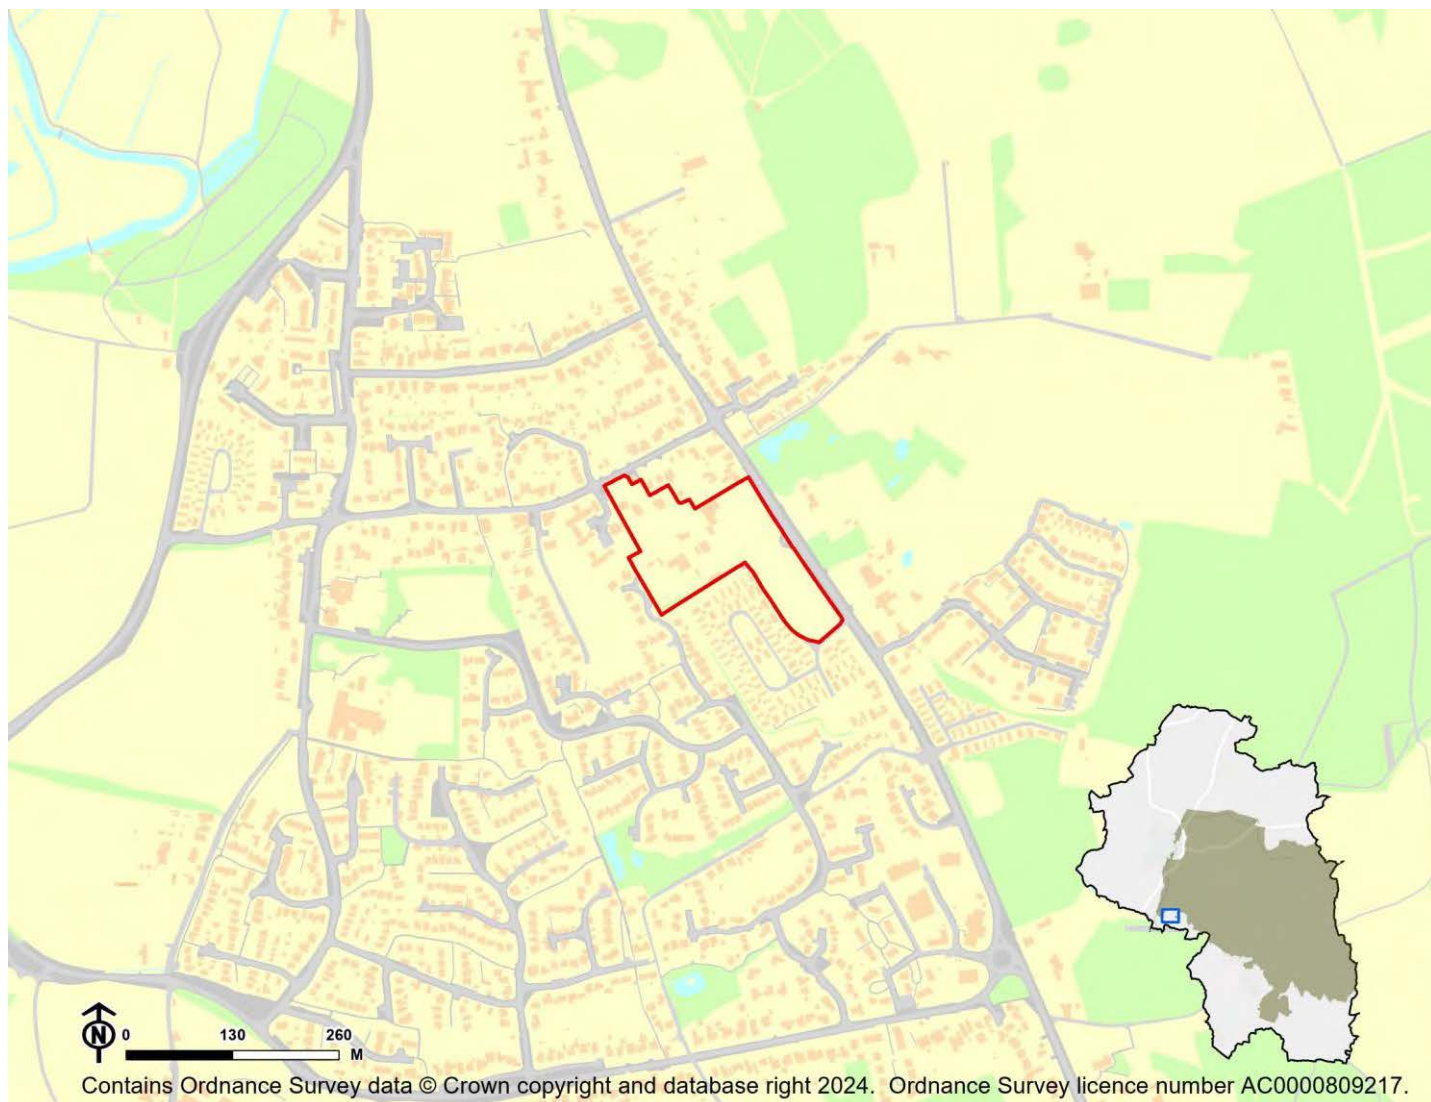 N
0 130 260
M
Contains Ordnance Survey data © Crown copyright and database right 2024. Ordnance Survey licence number AC0000809217.